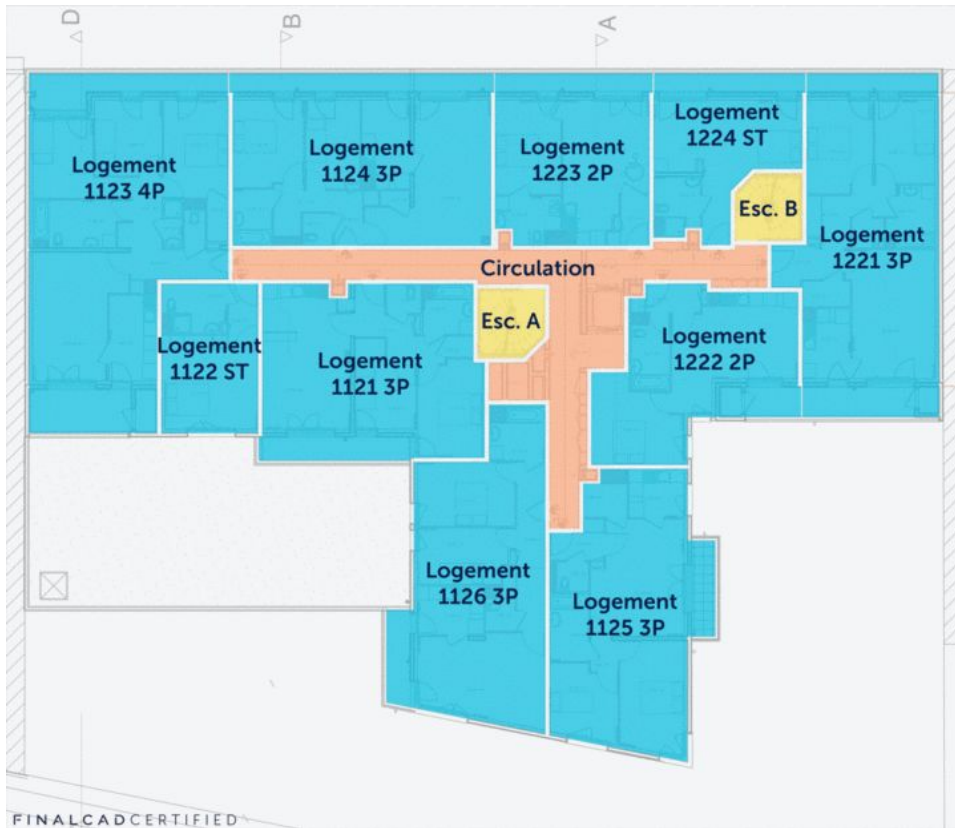 D
B
A
Logement
1123 4P
Logement
1124 3P
Logement
1223 2P
Logement
1224 ST
Esc. B
Logement
1221 3P
Circulation
Esc. A
Logement
1122 ST
Logement
1121 3P
Logement
1222 2P
Logement
1126 3P
Logement
1125 3P
FINALCADCERTIFIED